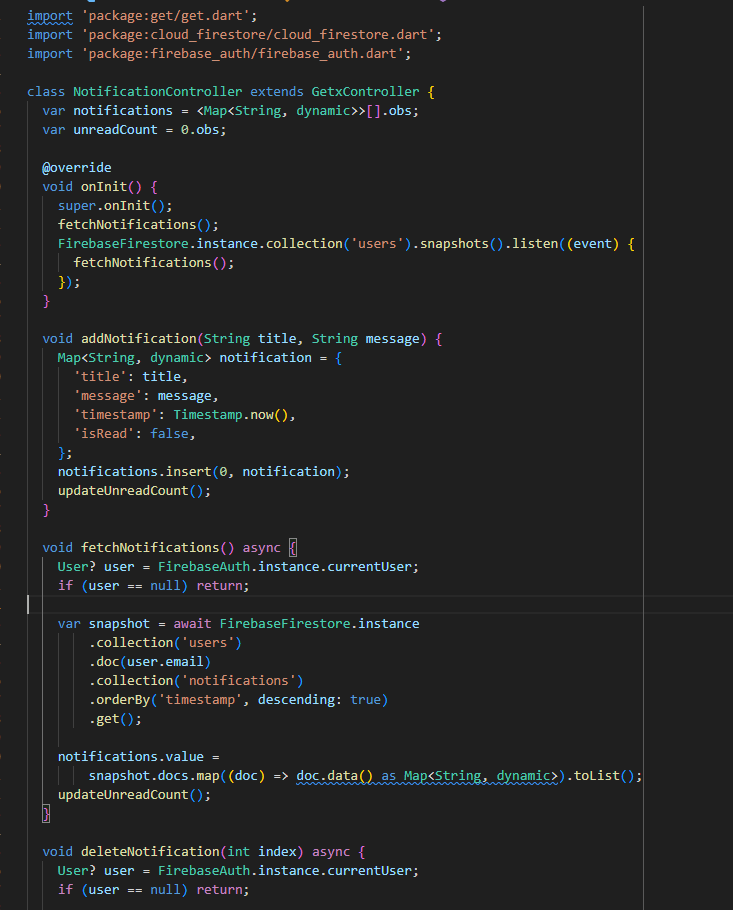 import 'package:get/get.dart';
import 'package:cloud_firestore/cloud_firestore.dart';
import 'package:firebase_auth/firebase_auth.dart';

class NotificationController extends GetxController {
  var notifications = <Map<String, dynamic>>[].obs;
  var unreadCount = 0.obs;

  @override
  void onInit() {
    super.onInit();
    fetchNotifications();
    FirebaseFirestore.instance.collection('users').snapshots().listen((event) {
      fetchNotifications();
    });
  }

  void addNotification(String title, String message) {
    Map<String, dynamic> notification = {
      'title': title,
      'message': message,
      'timestamp': Timestamp.now(),
      'isRead': false,
    };
    notifications.insert(0, notification);
    updateUnreadCount();
  }

  void fetchNotifications() async {
    User? user = FirebaseAuth.instance.currentUser;
    if (user == null) return;

    var snapshot = await FirebaseFirestore.instance
        .collection('users')
        .doc(user.email)
        .collection('notifications')
        .orderBy('timestamp', descending: true)
        .get();

    notifications.value =
        snapshot.docs.map((doc) => doc.data() as Map<String, dynamic>).toList();
    updateUnreadCount();
  }

  void deleteNotification(int index) async {
    User? user = FirebaseAuth.instance.currentUser;
    if (user == null) return;